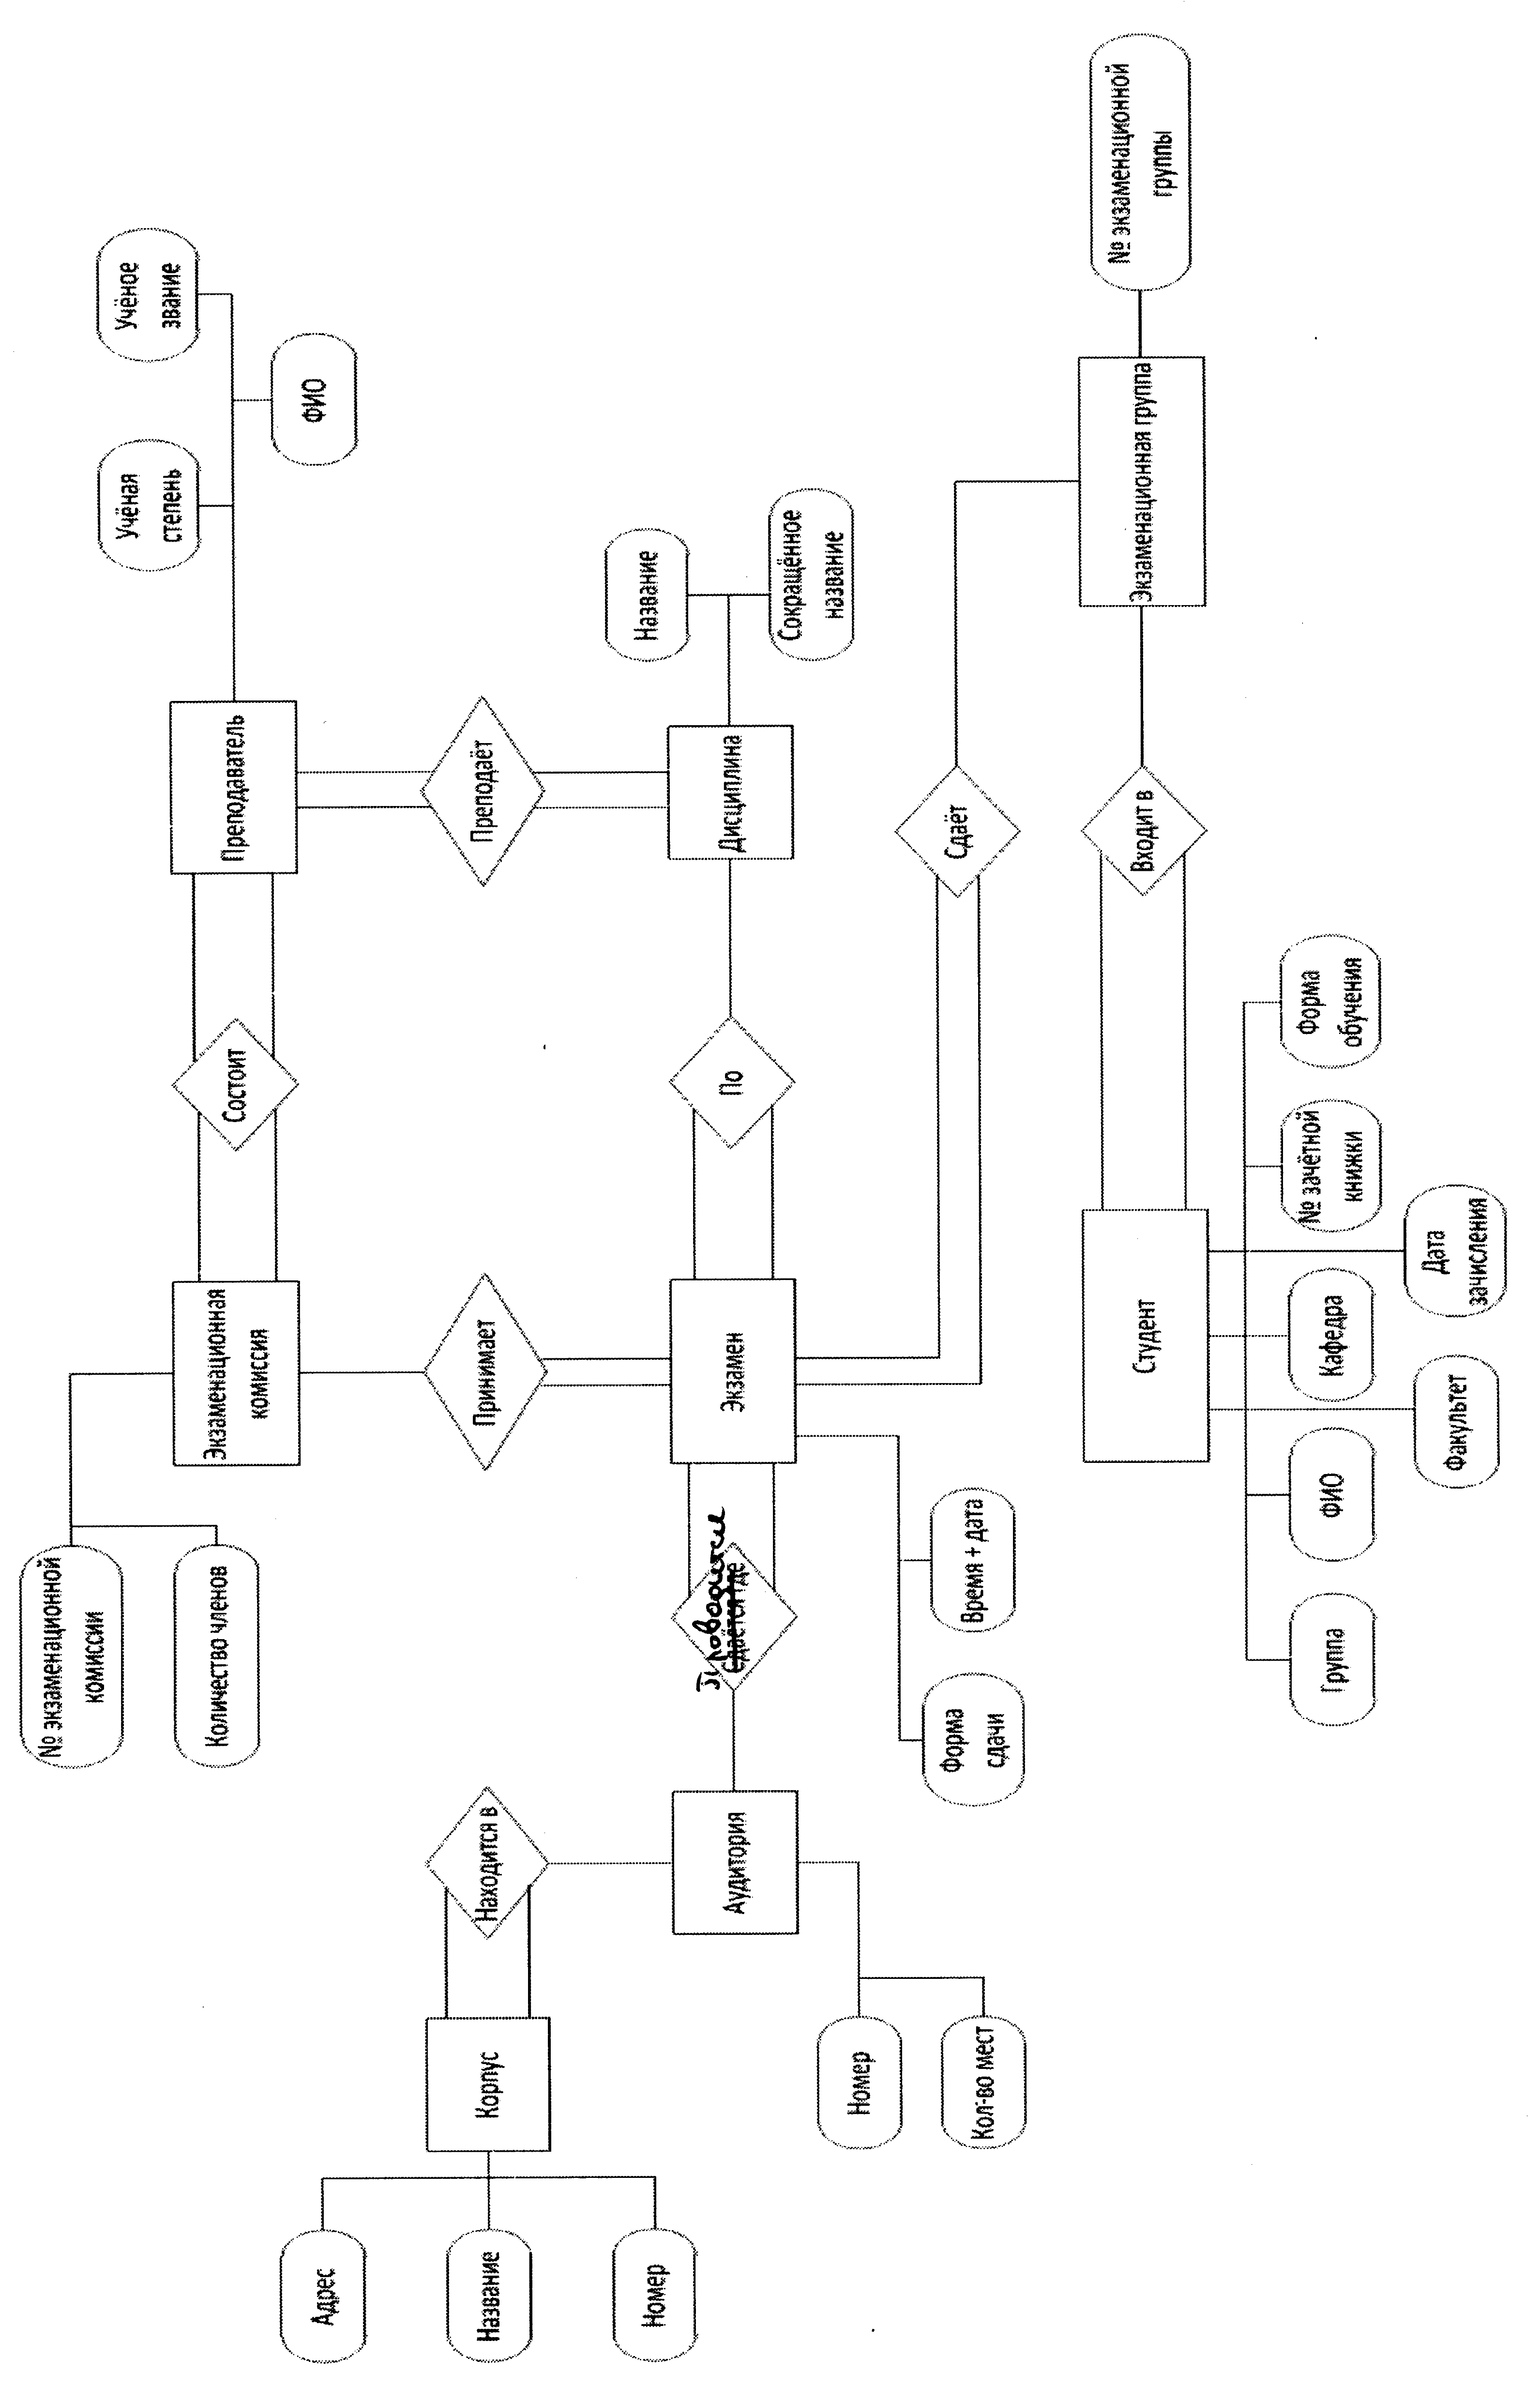 № экзаменационной
комиссии
Количество членов
Экзаменационная
комиссия
Состоит
Преподаватель
Учёная
степень
Учёное
звание
ФИО
Адрес
Название
Номер
Корпус
Находится в
Принимает
Преподаёт
Название
Сокращённое
название
Аудитория
Проводится
Сдаётся где
Экзамен
По
Дисциплина
Номер
Кол-во мест
Форма
сдачи
Время + дата
Сдаёт
Студент
Входит в
Экзаменационная группа
№ экзаменационной
группы
Группа
ФИО
Кафедра
№ зачётной
книжки
Форма
обучения
Факультет
Дата
зачисления